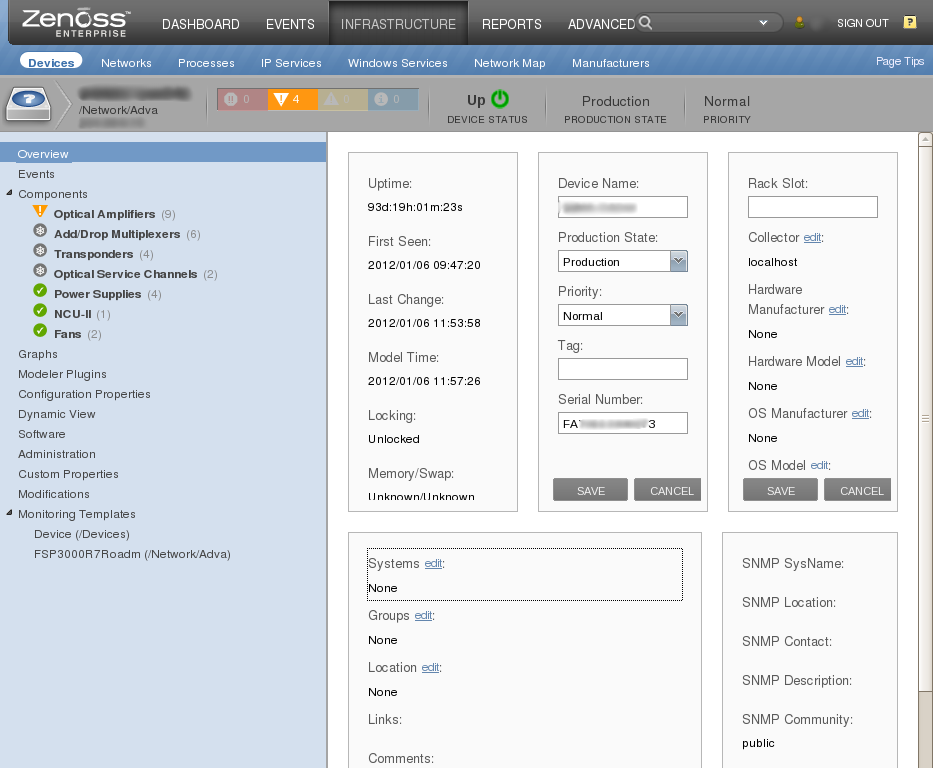 Zenoss™
ENTERPRISE
DASHBOARD EVENTS INFRASTRUCTURE REPORTS ADVANCED SIGN OUT ?
Devices Networks Processes IP Services Windows Services Network Map Manufacturers Page Tips
/Network/Adva
0 4 0 0
Up
DEVICE STATUS
Production
PRODUCTION STATE
Normal
PRIORITY
Overview
Events
Components
Optical Amplifiers (9)
Add/Drop Multiplexers (6)
Transponders (4)
Optical Service Channels (2)
Power Supplies (4)
NCU-II (1)
Fans (2)
Graphs
Modeler Plugins
Configuration Properties
Dynamic View
Software
Administration
Custom Properties
Modifications
Monitoring Templates
Device (/Devices)
FSP3000R7Roadm (/Network/Adva)
Uptime:
93d:19h:01m:23s
First Seen:
2012/01/06 09:47:20
Last Change:
2012/01/06 11:53:58
Model Time:
2012/01/06 11:57:26
Locking:
Unlocked
Memory/Swap:
Unknown/Unknown
Device Name:
Production State:
Production
Priority:
Normal
Tag:
Serial Number:
SAVE CANCEL
Rack Slot:
Collector edit:
localhost
Hardware
Manufacturer edit:
None
Hardware Model edit:
None
OS Manufacturer edit:
None
OS Model edit:
SAVE CANCEL
Systems edit:
None
Groups edit:
None
Location edit:
None
Links:
Comments:
SNMP SysName:
SNMP Location:
SNMP Contact:
SNMP Description:
SNMP Community:
public